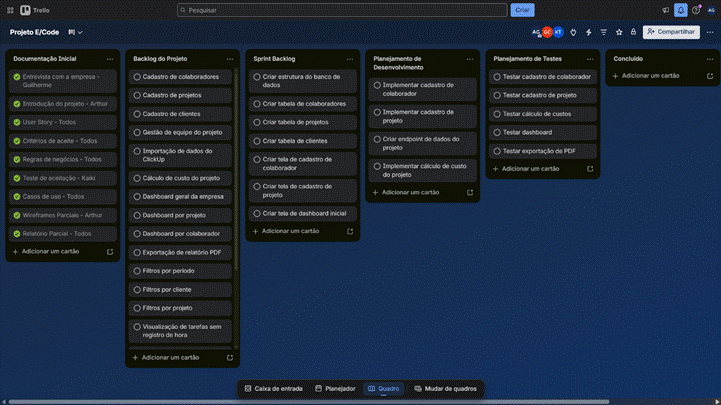 Trello
Pesquisar
Criar
AG
Projeto E/Code
AG
GC
KT
Compartilhar
Documentação Inicial
Entrevista com a empresa -
Guilherme
Introdução do projeto - Arthur
User Story - Todos
Critérios de aceite - Todos
Regras de negócios - Todos
Teste de aceitação - Kaiki
Casos de uso - Todos
Wireframes Parciais - Arthur
Relatório Parcial - Todos
Adicionar um cartão
Backlog do Projeto
Cadastro de colaboradores
Cadastro de projetos
Cadastro de clientes
Gestão de equipe do projeto
Importação de dados do
ClickUp
Cálculo de custo do projeto
Dashboard geral da empresa
Dashboard por projeto
Dashboard por colaborador
Exportação de relatório PDF
Filtros por período
Filtros por cliente
Filtros por projeto
Visualização de tarefas sem
registro de hora
Adicionar um cartão
Sprint Backlog
Criar estrutura do banco de
dados
Criar tabela de colaboradores
Criar tabela de projetos
Criar tabela de clientes
Criar tela de cadastro de
colaborador
Criar tela de cadastro de
projeto
Criar tela de dashboard inicial
Adicionar um cartão
Planejamento de
Desenvolvimento
Implementar cadastro de
colaborador
Implementar cadastro de
projeto
Criar endpoint de dados do
projeto
Implementar cálculo de custo
do projeto
Adicionar um cartão
Planejamento de Testes
Testar cadastro de colaborador
Testar cadastro de projeto
Testar cálculo de custos
Testar dashboard
Testar exportação de PDF
Adicionar um cartão
Concluído
Adicionar um cartão
Caixa de entrada
Planejador
Quadro
Mudar de quadros